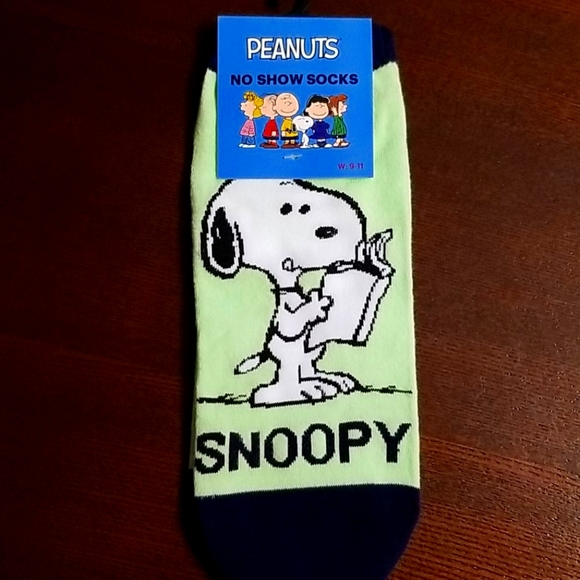 PEANUTS
NO SHOW SOCKS
W: 9-11
SNOOPY